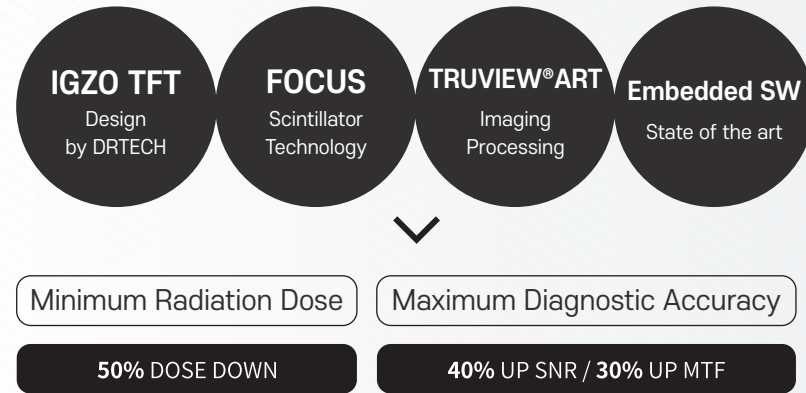 IGZO TFT
Design
by DRTECH
FOCUS
Scintillator
Technology
TRUVIEW®ART
Imaging
Processing
Embedded SW
State of the art
Minimum Radiation Dose
Maximum Diagnostic Accuracy
50% DOSE DOWN
40% UP SNR / 30% UP MTF